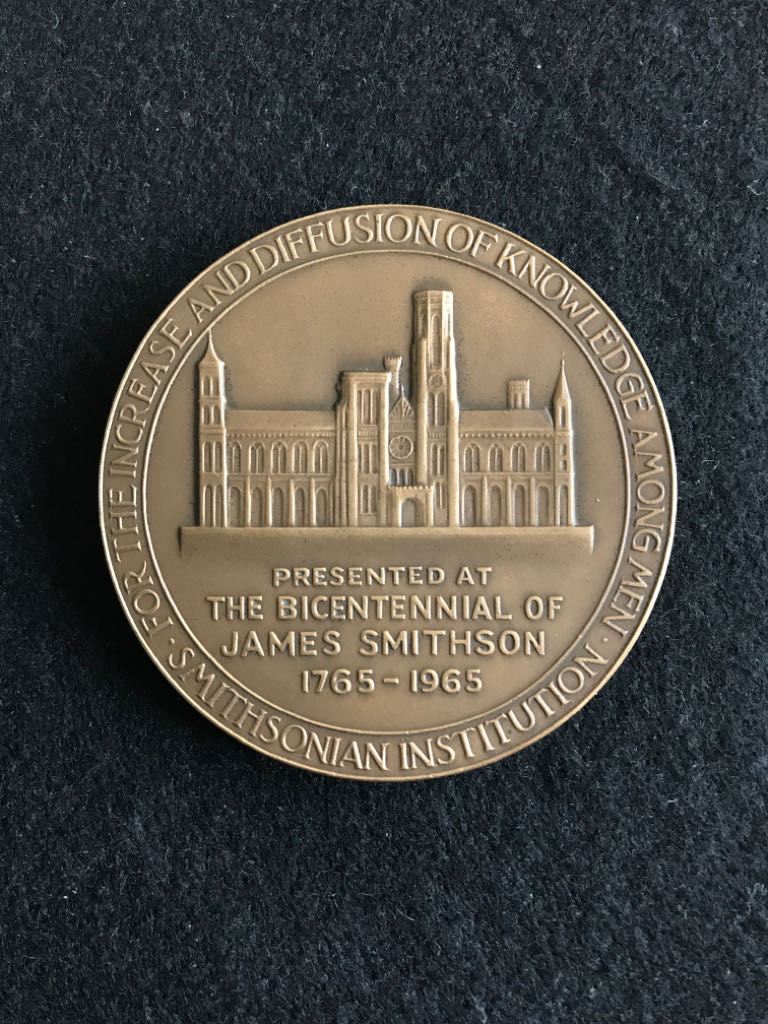 · FOR THE INCREASE AND DIFFUSION OF KNOWLEDGE AMONG MEN ·
PRESENTED AT
THE BICENTENNIAL OF
JAMES SMITHSON
1765–1965
SMITHSONIAN INSTITUTION